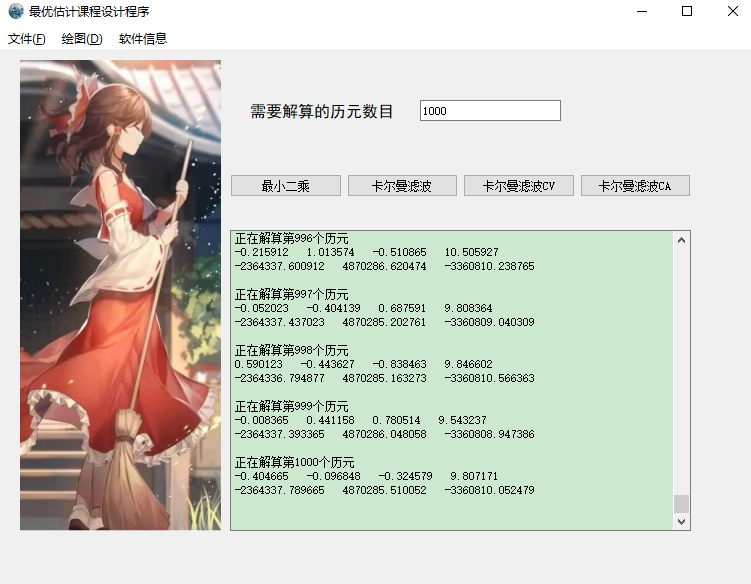 最优估计课程设计程序
文件(F) 绘图(D) 软件信息
需要解算的历元数目 1000
最小二乘 卡尔曼滤波 卡尔曼滤波CV 卡尔曼滤波CA
正在解算第996个历元
-0.215912 1.013574 -0.510865 10.505927
-2364337.600912 4870286.620474 -3360810.238765
正在解算第997个历元
-0.052023 -0.404139 0.687591 9.808364
-2364337.437023 4870285.202761 -3360809.040309
正在解算第998个历元
0.590123 -0.443627 -0.838463 9.846602
-2364336.794877 4870285.163273 -3360810.566363
正在解算第999个历元
-0.008365 0.441158 0.780514 9.543237
-2364337.393365 4870286.048058 -3360808.947386
正在解算第1000个历元
-0.404665 -0.096848 -0.324579 9.807171
-2364337.789665 4870285.510052 -3360810.052479